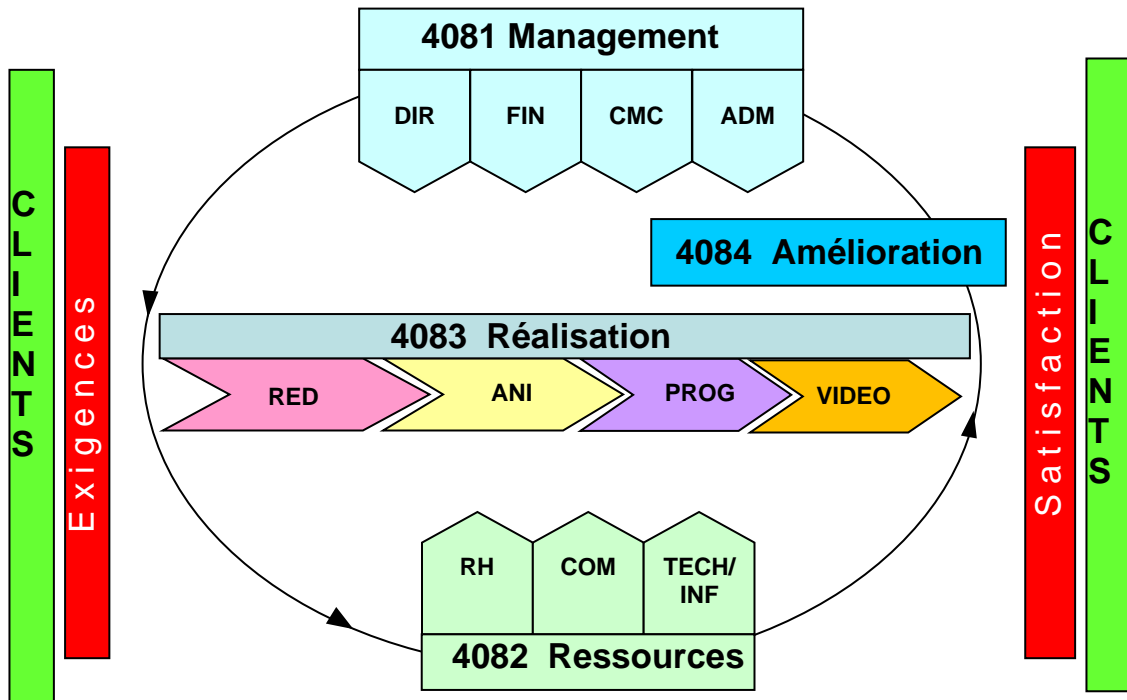 4081 Management
DIR
FIN
CMC
ADM
CLIENTS
Exigences
4084 Amélioration
4083 Réalisation
RED
ANI
PROG
VIDEO
Satisfaction
CLIENTS
RH
COM
TECH/
INF
4082 Ressources